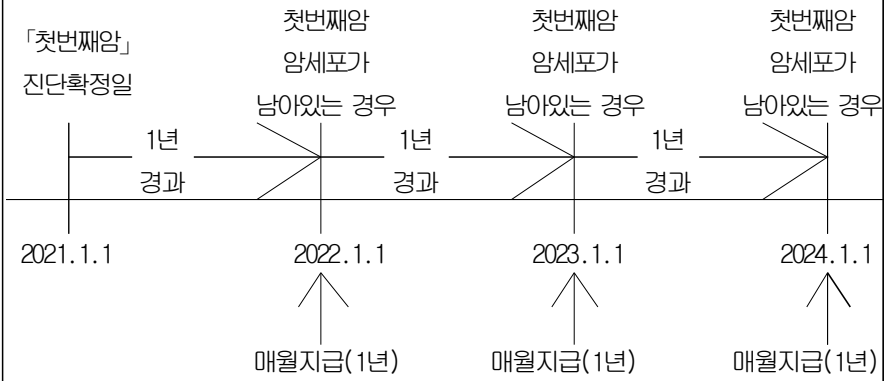 「첫번째암」
진단확정일
첫번째암
암세포가
남아있는 경우
첫번째암
암세포가
남아있는 경우
첫번째암
암세포가
남아있는 경우
1년
경과
1년
경과
1년
경과
2021.1.1
2022.1.1
2023.1.1
2024.1.1
매월지급(1년)
매월지급(1년)
매월지급(1년)